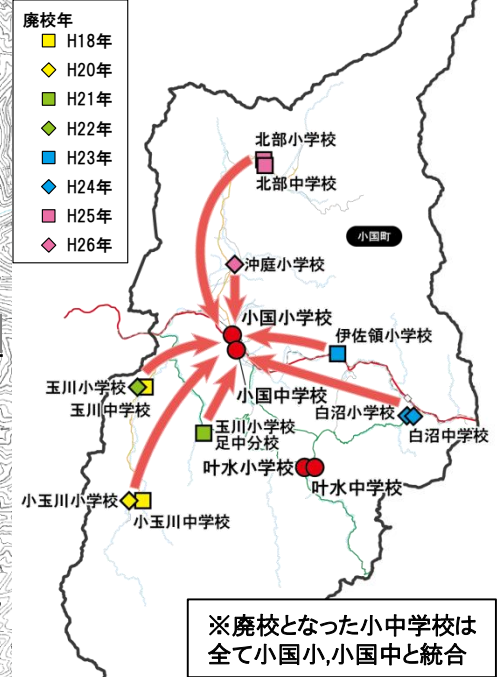 廃校年
H18年
H20年
H21年
H22年
H23年
H24年
H25年
H26年
北部小学校
北部中学校
小国町
沖庭小学校
小国小学校
伊佐領小学校
玉川小学校
玉川中学校
小国中学校
白沼小学校
白沼中学校
玉川小学校
足中分校
叶水小学校
叶水中学校
小玉川小学校
小玉川中学校
※廃校となった小中学校は
全て小国小,小国中と統合